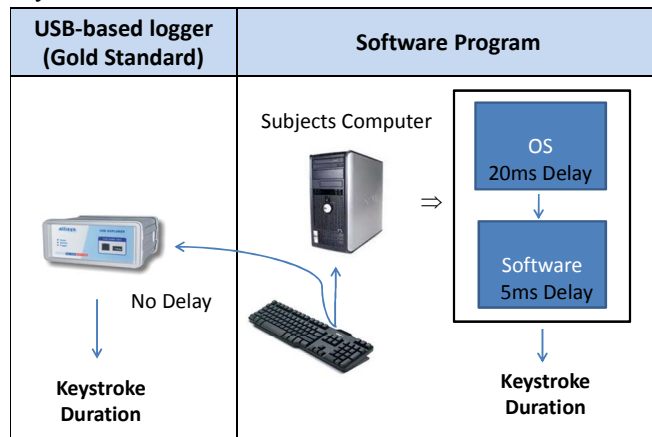 USB-based logger
(Gold Standard)
Software Program
Subjects Computer
OS
20ms Delay
⇒
Software
5ms Delay
No Delay
Keystroke
Duration
Keystroke
Duration